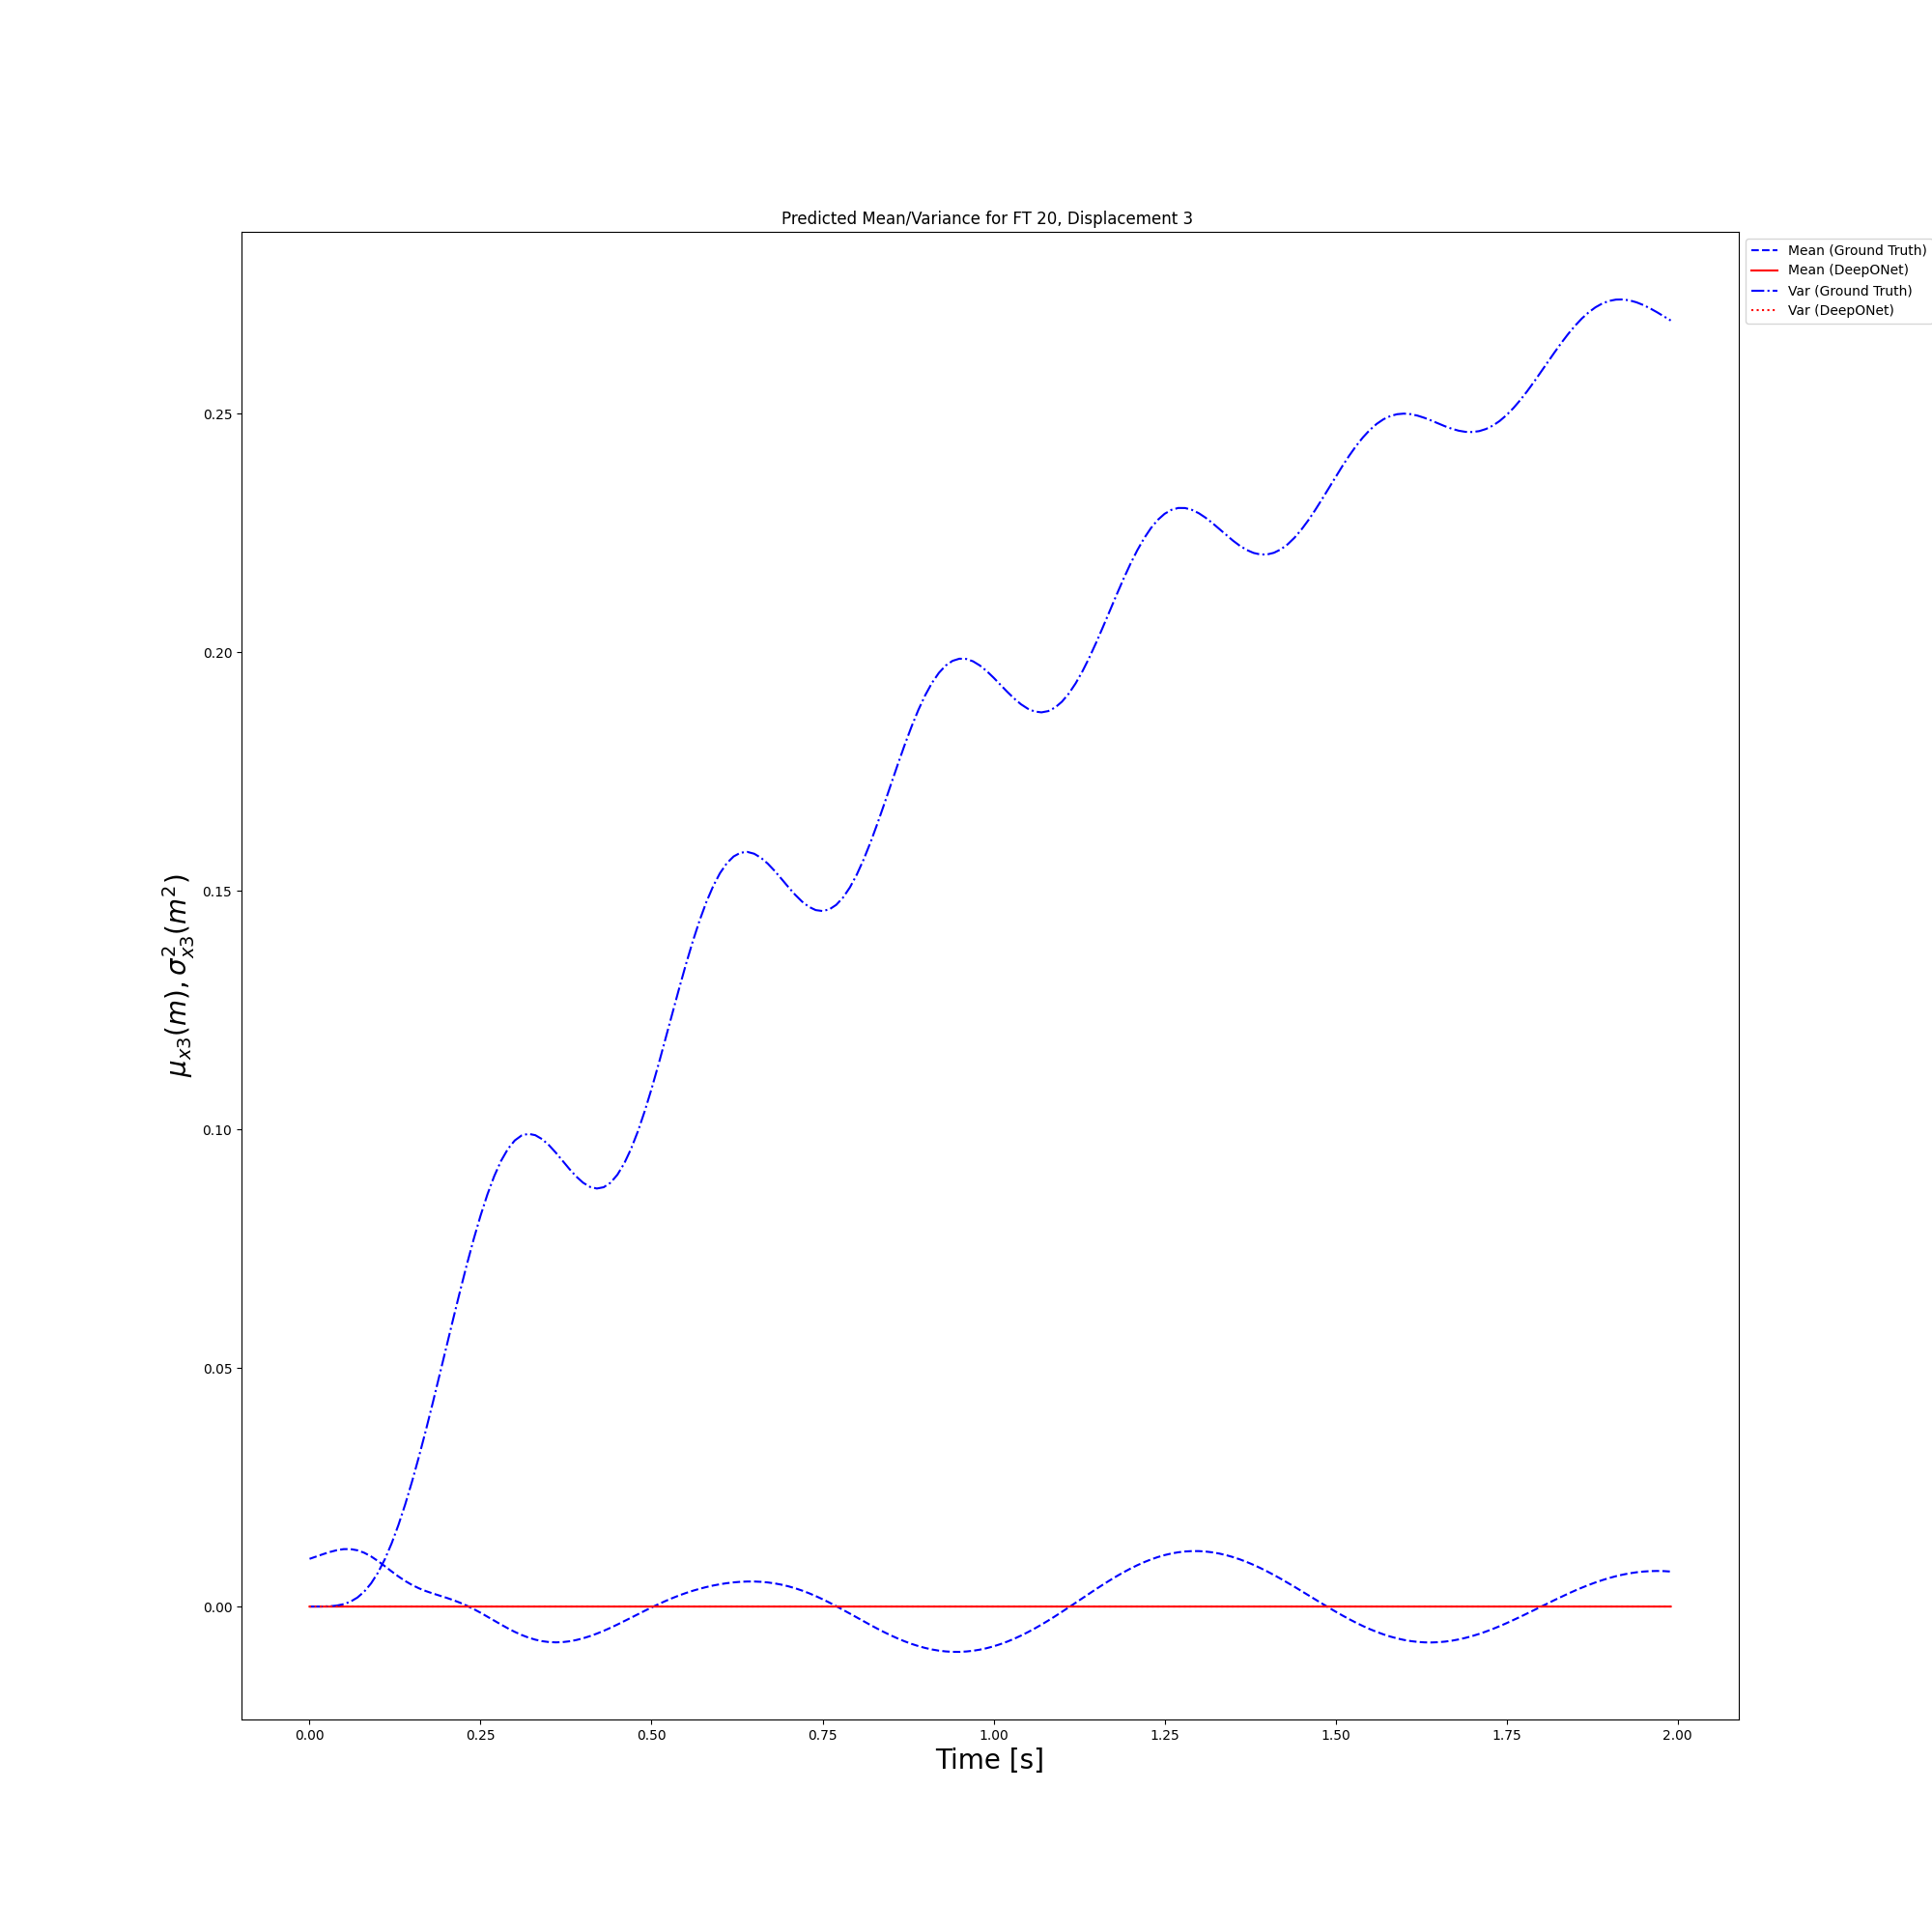 Predicted Mean/Variance for FT 20, Displacement 3
Mean (Ground Truth)
Mean (DeepONet)
Var (Ground Truth)
Var (DeepONet)
0.25
0.20
0.15
0.10
0.05
0.00
μx3(m), σ²x3(m²)
0.00 0.25 0.50 0.75 1.00 1.25 1.50 1.75 2.00
Time [s]